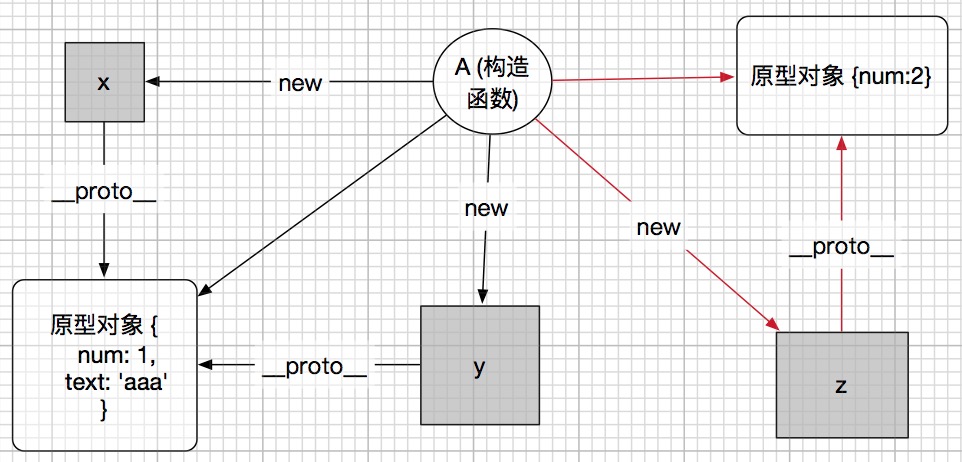 x
new
A (构造
函数)
原型对象 {num:2}
__proto__
new
new
__proto__
原型对象 {
num: 1,
text: 'aaa'
}
__proto__
y
z